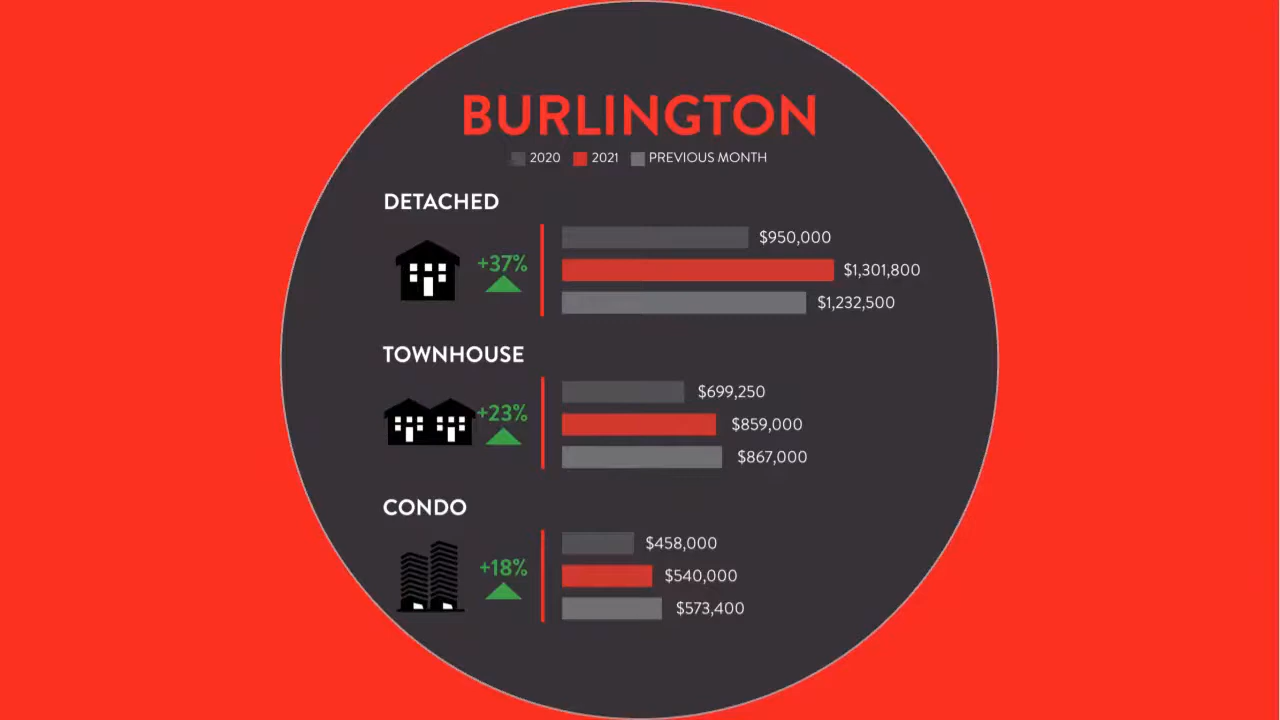 BURLINGTON
2020 2021 PREVIOUS MONTH
DETACHED
$950,000
+37%
$1,301,800
$1,232,500
TOWNHOUSE
$699,250
+23%
$859,000
$867,000
CONDO
$458,000
+18%
$540,000
$573,400